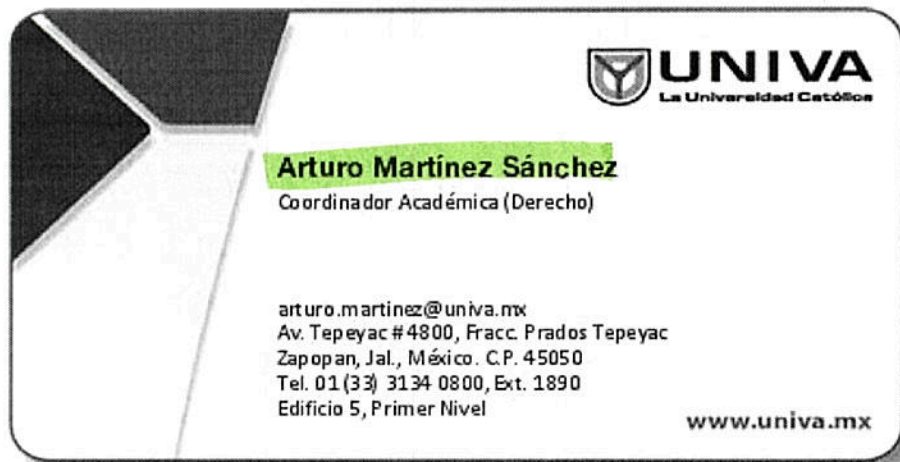 UNIVA
La Universidad Católica
Arturo Martínez Sánchez
Coordinador Académica (Derecho)
arturo.martinez@univa.mx
Av. Tepeyac #4800, Fracc. Prados Tepeyac
Zapopan, Jal., México. C.P. 45050
Tel. 01 (33) 3134 0800, Ext. 1890
Edificio 5, Primer Nivel
www.univa.mx